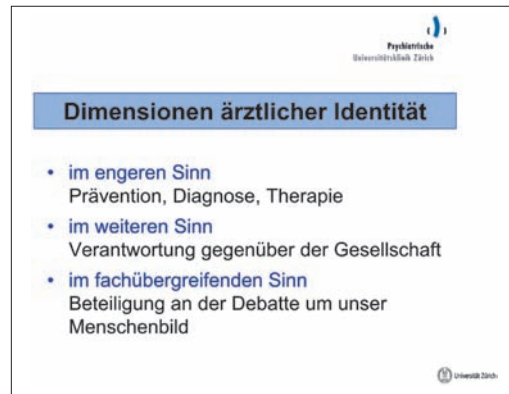 Psychiatrische
Universitätsklinik Zürich
Dimensionen ärztlicher Identität
• im engeren Sinn
Prävention, Diagnose, Therapie
• im weiteren Sinn
Verantwortung gegenüber der Gesellschaft
• im fachübergreifenden Sinn
Beteiligung an der Debatte um unser
Menschenbild
Universität Zürich